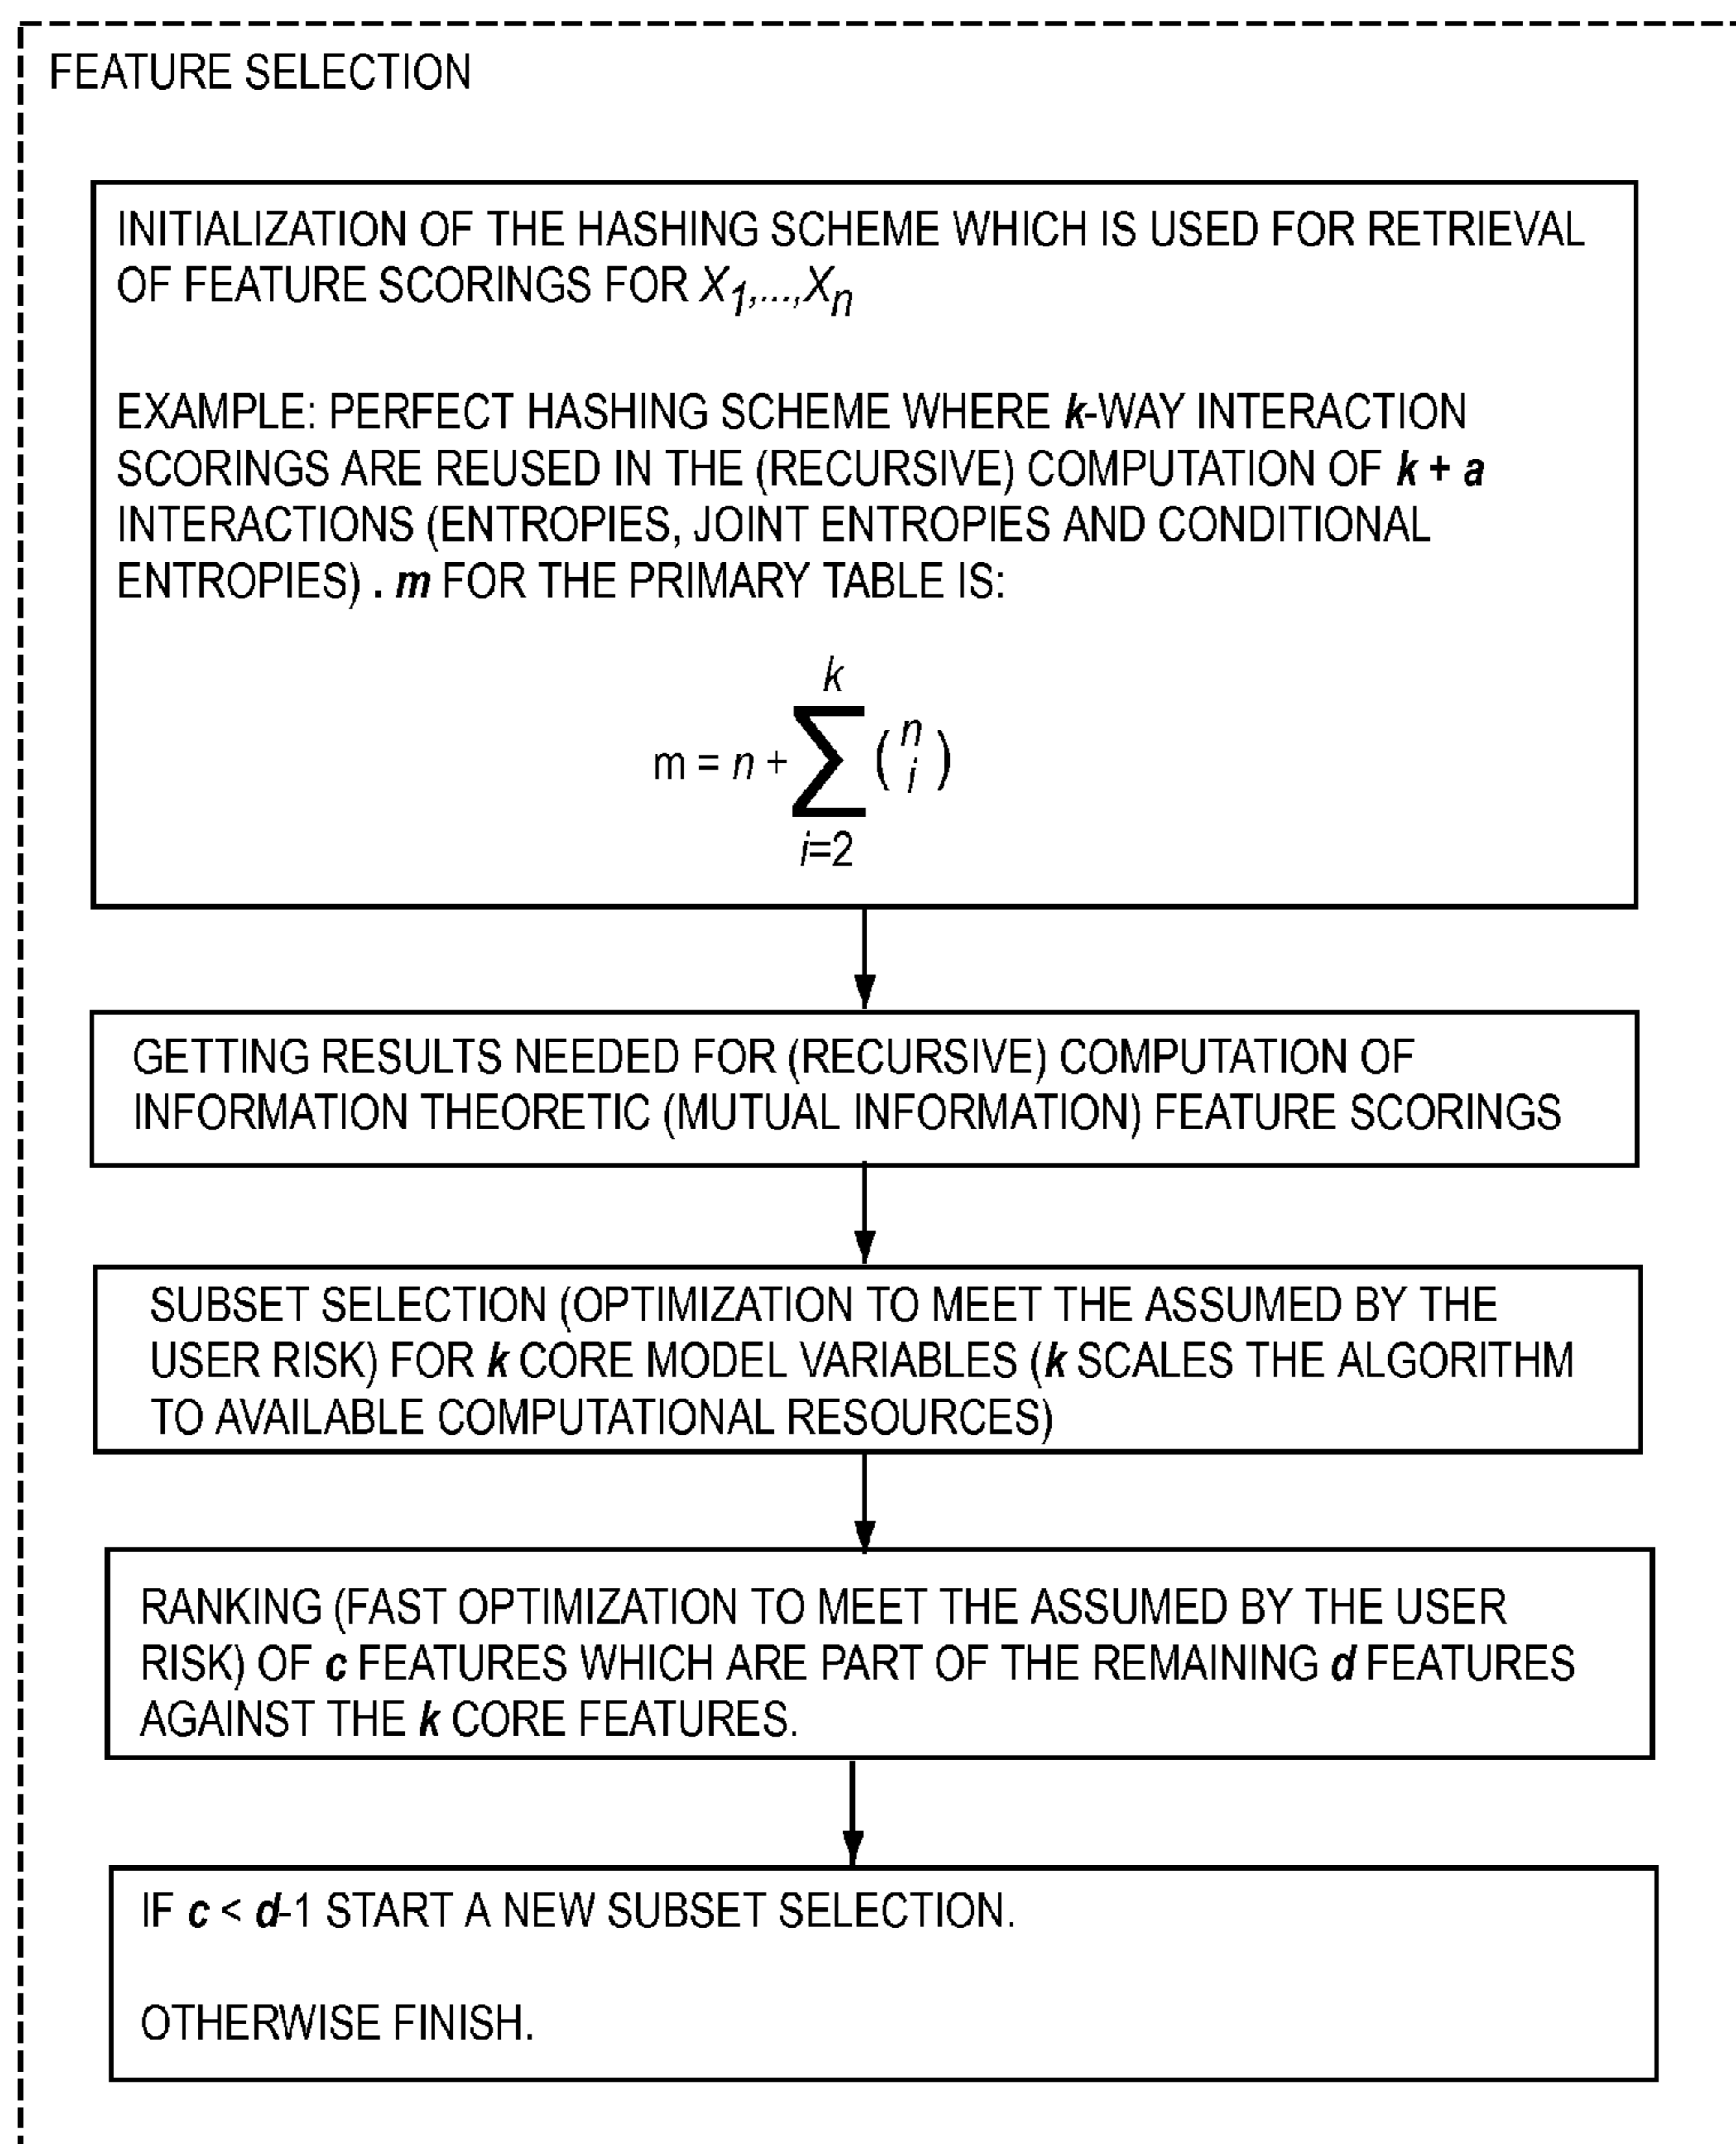 FEATURE SELECTION
INITIALIZATION OF THE HASHING SCHEME WHICH IS USED FOR RETRIEVAL
OF FEATURE SCORINGS FOR X1,...,Xn
EXAMPLE: PERFECT HASHING SCHEME WHERE k-WAY INTERACTION
SCORINGS ARE REUSED IN THE (RECURSIVE) COMPUTATION OF k + a
INTERACTIONS (ENTROPIES, JOINT ENTROPIES AND CONDITIONAL
ENTROPIES) . m FOR THE PRIMARY TABLE IS:
k
m = n + ∑ (n i)
i=2
GETTING RESULTS NEEDED FOR (RECURSIVE) COMPUTATION OF
INFORMATION THEORETIC (MUTUAL INFORMATION) FEATURE SCORINGS
SUBSET SELECTION (OPTIMIZATION TO MEET THE ASSUMED BY THE
USER RISK) FOR k CORE MODEL VARIABLES (k SCALES THE ALGORITHM
TO AVAILABLE COMPUTATIONAL RESOURCES)
RANKING (FAST OPTIMIZATION TO MEET THE ASSUMED BY THE USER
RISK) OF c FEATURES WHICH ARE PART OF THE REMAINING d FEATURES
AGAINST THE k CORE FEATURES.
IF c < d-1 START A NEW SUBSET SELECTION.
OTHERWISE FINISH.